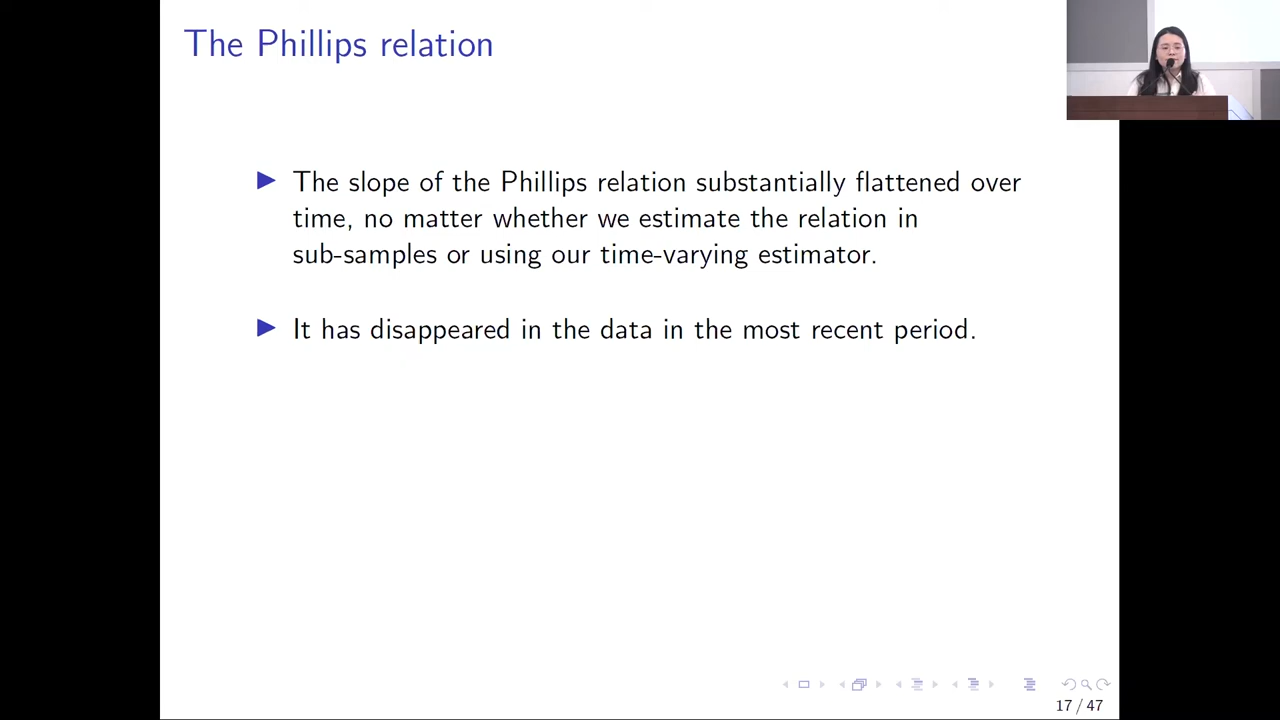 The Phillips relation
The slope of the Phillips relation substantially flattened over
time, no matter whether we estimate the relation in
sub-samples or using our time-varying estimator.
It has disappeared in the data in the most recent period.
17 / 47